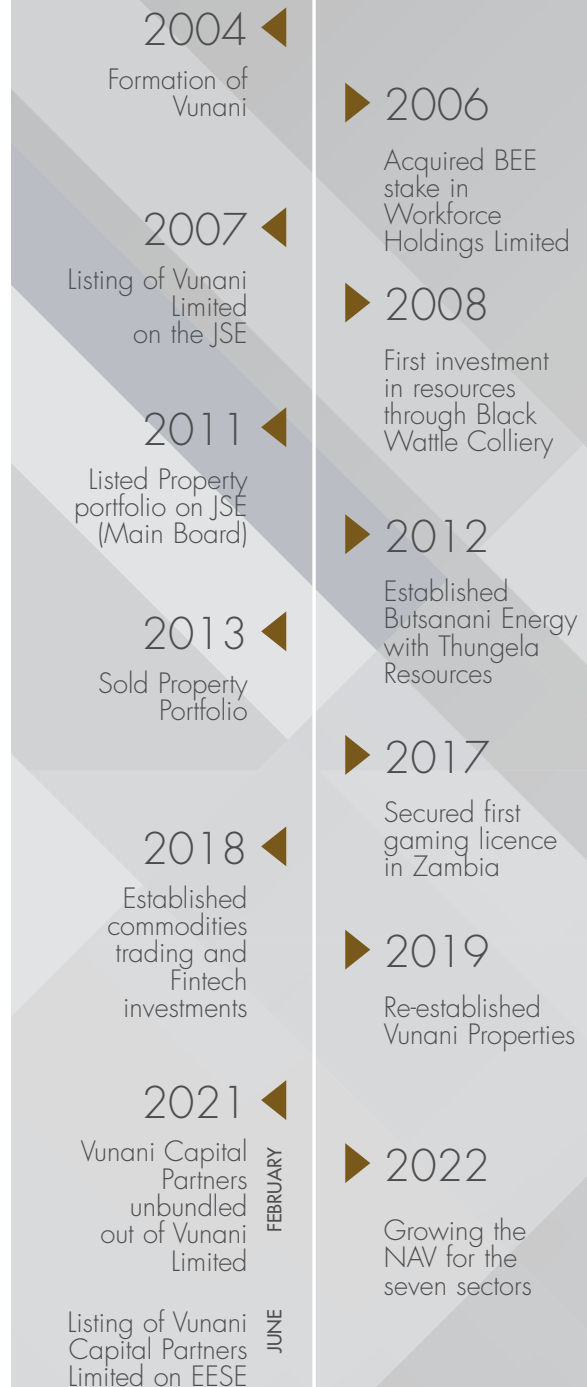 2004
Formation of
Vunani
2006
Acquired BEE
stake in
Workforce
Holdings Limited
2007
Listing of Vunani
Limited
on the JSE
2008
First investment
in resources
through Black
Wattle Colliery
2011
Listed Property
portfolio on JSE
(Main Board)
2012
Established
Butsanani Energy
with Thungela
Resources
2013
Sold Property
Portfolio
2017
Secured first
gaming licence
in Zambia
2018
Established
commodities
trading and
Fintech
investments
2019
Re-established
Vunani Properties
2021
FEBRUARY
Vunani Capital
Partners
unbundled
out of Vunani
Limited
JUNE
Listing of Vunani
Capital Partners
Limited on EESE
2022
Growing the
NAV for the
seven sectors